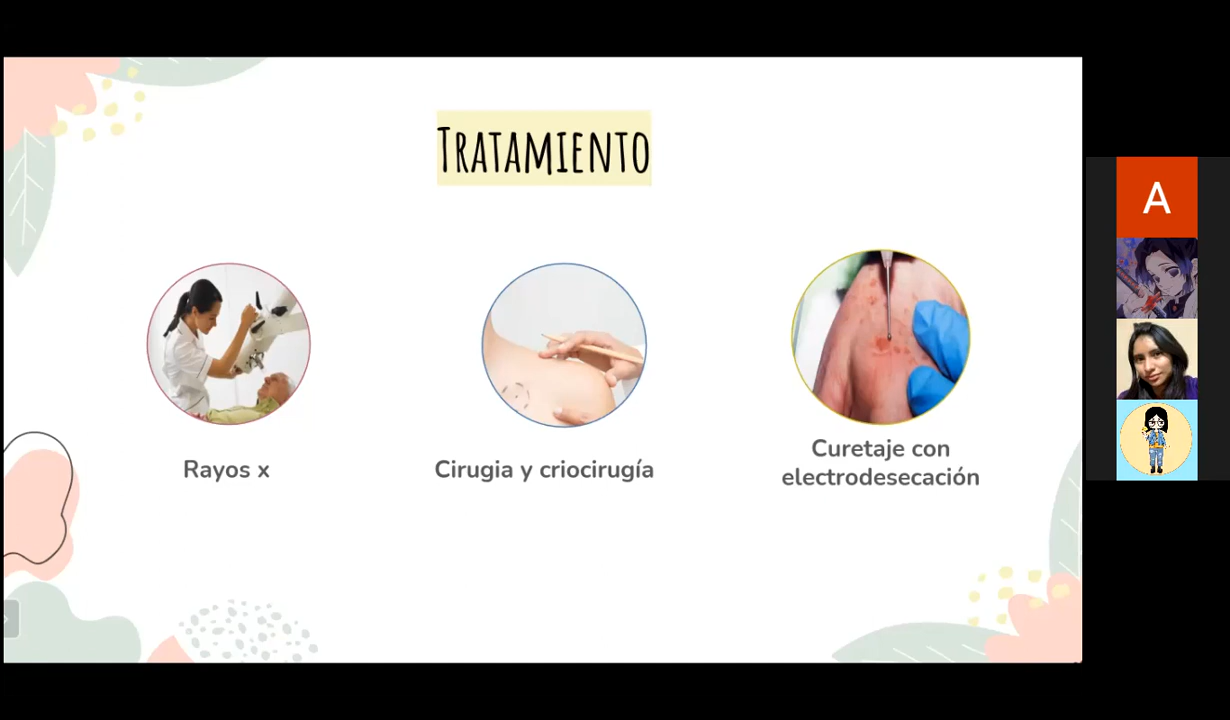 Tratamiento
Rayos x
Cirugia y criocirugía
Curetaje con
electrodesecación
A